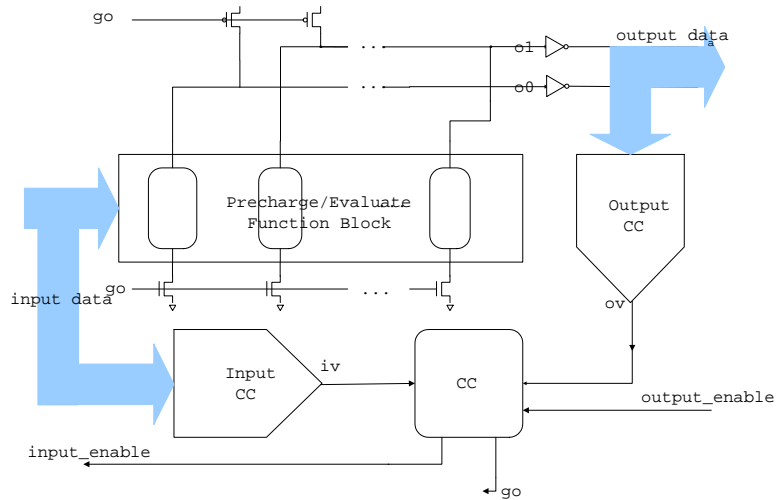 go
o1
output data
a
...
...
o0
Precharge/Evaluate
Function Block
...
Output
CC
go
input data
...
ov
iv
Input
CC
CC
output_enable
input_enable
go